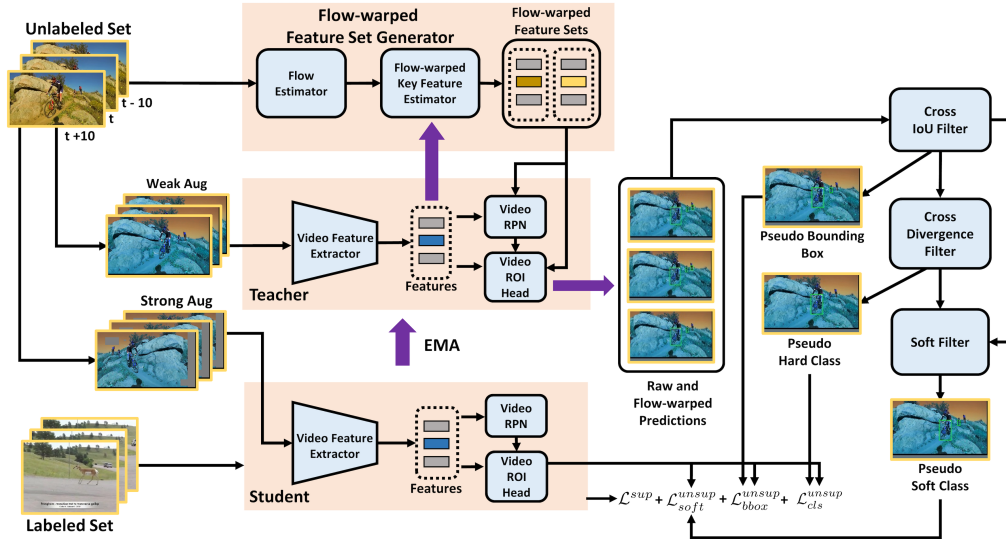 Unlabeled Set
t - 10
t
t +10
Flow-warped
Feature Set Generator
Flow
Estimator
Flow-warped
Key Feature
Estimator
Flow-warped
Feature Sets
Weak Aug
Video Feature
Extractor
Features
Video
RPN
Video
ROI
Head
Teacher
Strong Aug
EMA
Video Feature
Extractor
Features
Video
RPN
Video
ROI
Head
Student
Labeled Set
Raw and
Flow-warped
Predictions
Cross
IoU Filter
Pseudo Bounding
Box
Cross
Divergence
Filter
Pseudo
Hard Class
Soft Filter
Pseudo
Soft Class
ℒ^{sup} + ℒ^{unsup}_{soft} + ℒ^{unsup}_{bbox} + ℒ^{unsup}_{cls}